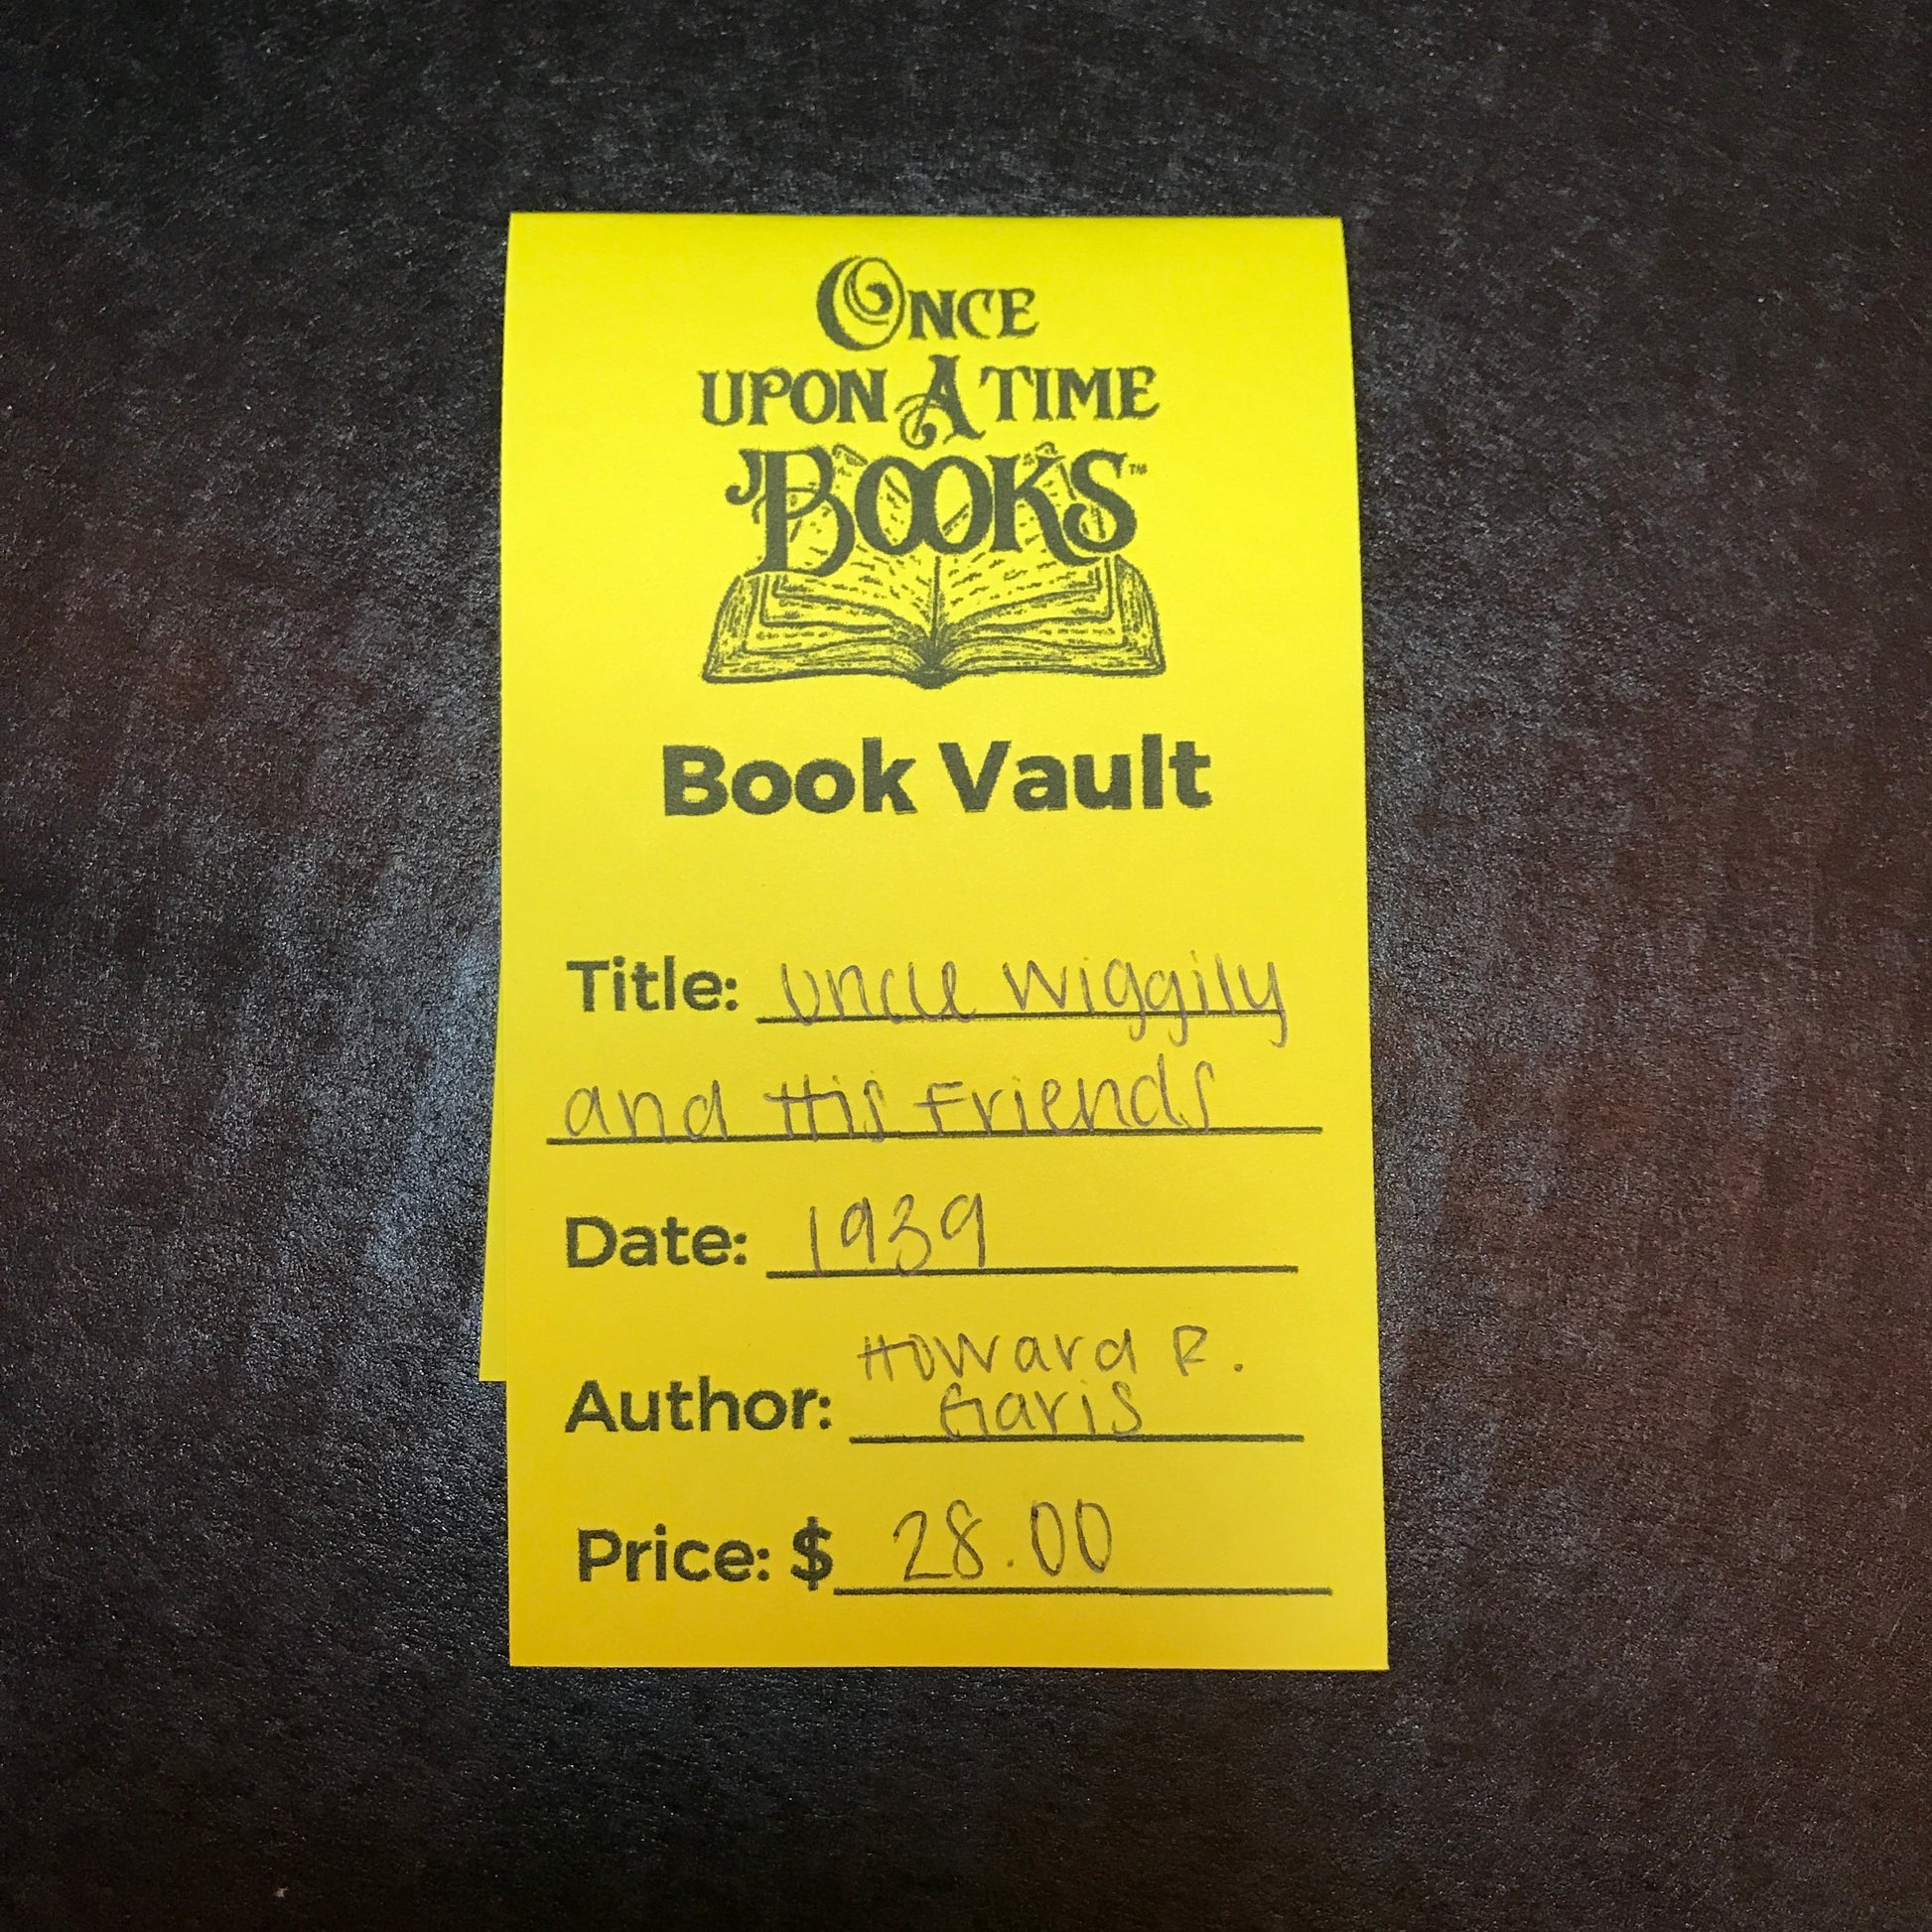 ONCE
UPON A TIME
BOOKS™
Book Vault
Title: Uncle Wiggily
and His Friends
Date: 1939
Howard R.
Author: Garis
Price: $ 28.00